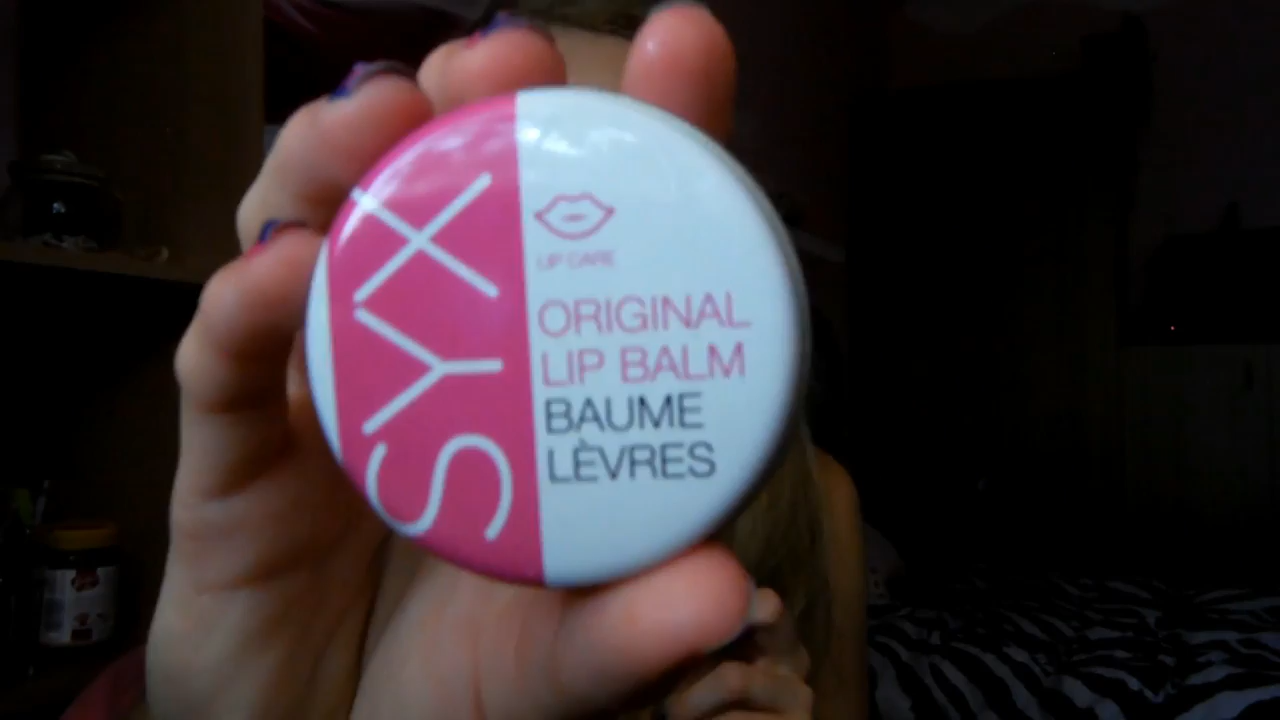 SYX
LIP CARE
ORIGINAL
LIP BALM
BAUME
LÈVRES